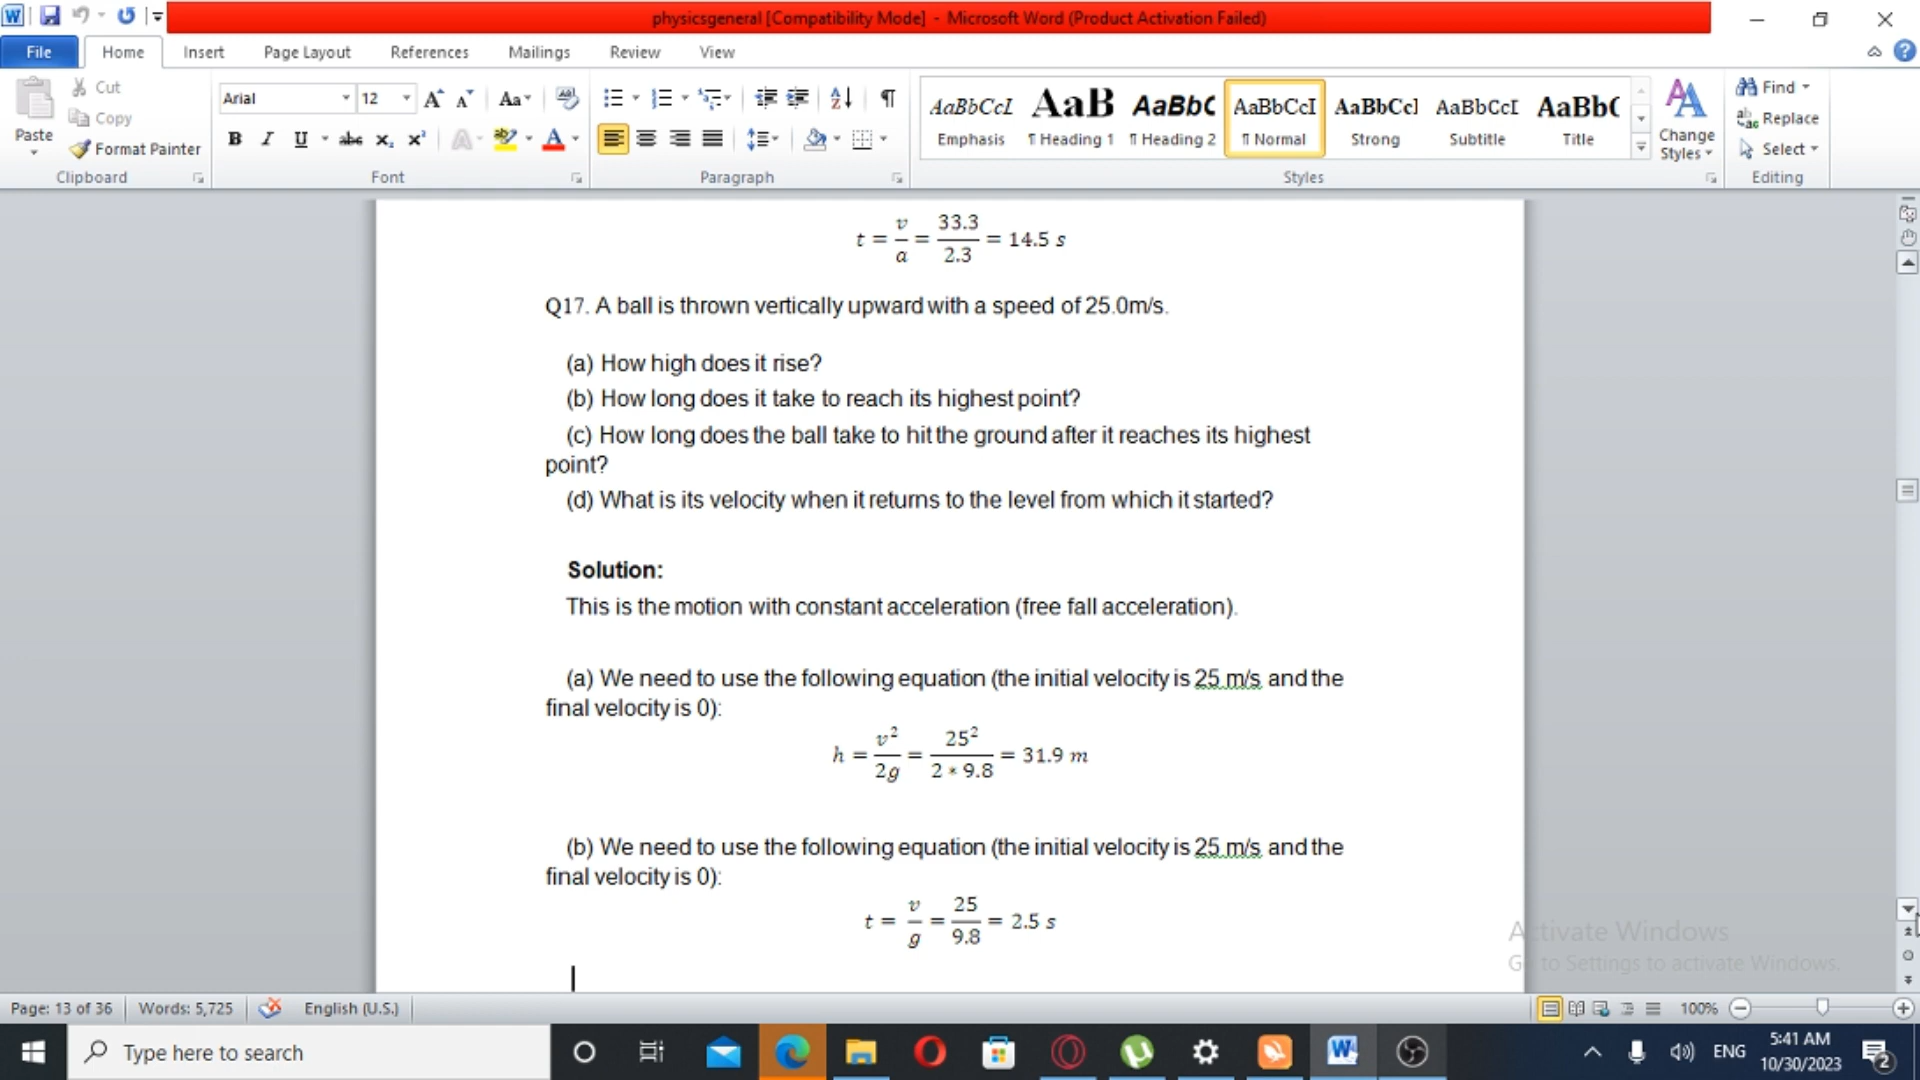 physicsgeneral [Compatibility Mode] - Microsoft Word (Product Activation Failed)
File Home Insert Page Layout References Mailings Review View
Paste
Cut
Copy
Format Painter
Clipboard
Arial 12
Font
Paragraph
AaBbCcI AaB AaBbC AaBbCcI AaBbCcI AaBbCcI AaBb(
Emphasis ¶ Heading 1 ¶ Heading 2 ¶ Normal Strong Subtitle Title
Change Styles
Styles
Find
Replace
Select
Editing
t = v/a = 33.3/2.3 = 14.5 s
Q17. A ball is thrown vertically upward with a speed of 25.0m/s.
(a) How high does it rise?
(b) How long does it take to reach its highest point?
(c) How long does the ball take to hit the ground after it reaches its highest
point?
(d) What is its velocity when it returns to the level from which it started?
Solution:
This is the motion with constant acceleration (free fall acceleration).
(a) We need to use the following equation (the initial velocity is 25 m/s and the
final velocity is 0):
h = v²/2g = 25²/2 * 9.8 = 31.9 m
(b) We need to use the following equation (the initial velocity is 25 m/s and the
final velocity is 0):
t = v/g = 25/9.8 = 2.5 s
Activate Windows
Go to Settings to activate Windows.
Page: 13 of 36 Words: 5,725 English (U.S.) 100%
Type here to search
ENG
5:41 AM
10/30/2023
2